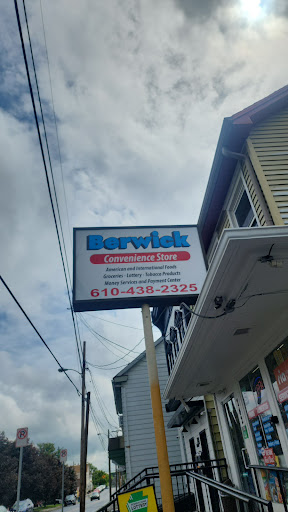 Berwick
Convenience Store
American and International Foods
Groceries · Lottery · Tobacco Products
Money Services and Payment Center
610-438-2325